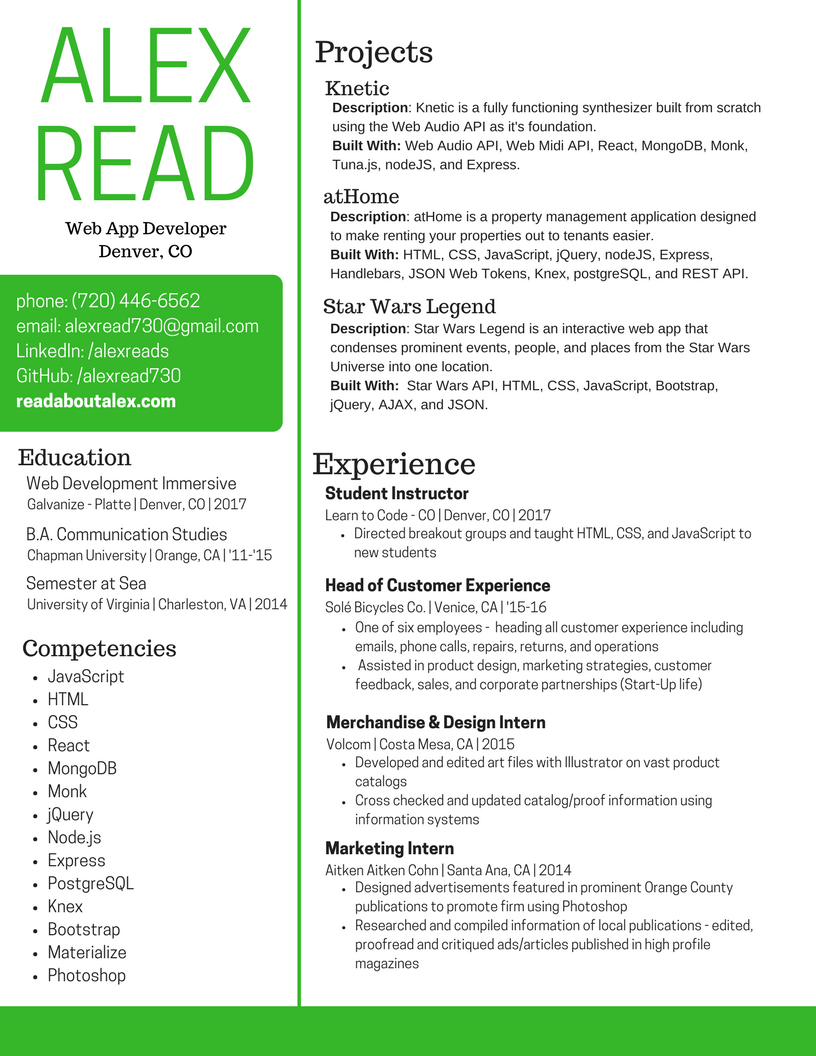 ALEX
READ
Web App Developer
Denver, CO
phone: (720) 446-6562
email: alexread730@gmail.com
LinkedIn: /alexreads
GitHub: /alexread730
readaboutalex.com
Education
Web Development Immersive
Galvanize - Platte | Denver, CO | 2017
B.A. Communication Studies
Chapman University | Orange, CA | '11-'15
Semester at Sea
University of Virginia | Charleston, VA | 2014
Competencies
• JavaScript
• HTML
• CSS
• React
• MongoDB
• Monk
• jQuery
• Node.js
• Express
• PostgreSQL
• Knex
• Bootstrap
• Materialize
• Photoshop
Projects
Knetic
Description: Knetic is a fully functioning synthesizer built from scratch
using the Web Audio API as it's foundation.
Built With: Web Audio API, Web Midi API, React, MongoDB, Monk,
Tuna.js, nodeJS, and Express.
atHome
Description: atHome is a property management application designed
to make renting your properties out to tenants easier.
Built With: HTML, CSS, JavaScript, jQuery, nodeJS, Express,
Handlebars, JSON Web Tokens, Knex, postgreSQL, and REST API.
Star Wars Legend
Description: Star Wars Legend is an interactive web app that
condenses prominent events, people, and places from the Star Wars
Universe into one location.
Built With: Star Wars API, HTML, CSS, JavaScript, Bootstrap,
jQuery, AJAX, and JSON.
Experience
Student Instructor
Learn to Code - CO | Denver, CO | 2017
• Directed breakout groups and taught HTML, CSS, and JavaScript to
new students
Head of Customer Experience
Solé Bicycles Co. | Venice, CA | '15-16
• One of six employees - heading all customer experience including
emails, phone calls, repairs, returns, and operations
• Assisted in product design, marketing strategies, customer
feedback, sales, and corporate partnerships (Start-Up life)
Merchandise & Design Intern
Volcom | Costa Mesa, CA | 2015
• Developed and edited art files with Illustrator on vast product
catalogs
• Cross checked and updated catalog/proof information using
information systems
Marketing Intern
Aitken Aitken Cohn | Santa Ana, CA | 2014
• Designed advertisements featured in prominent Orange County
publications to promote firm using Photoshop
• Researched and compiled information of local publications - edited,
proofread and critiqued ads/articles published in high profile
magazines